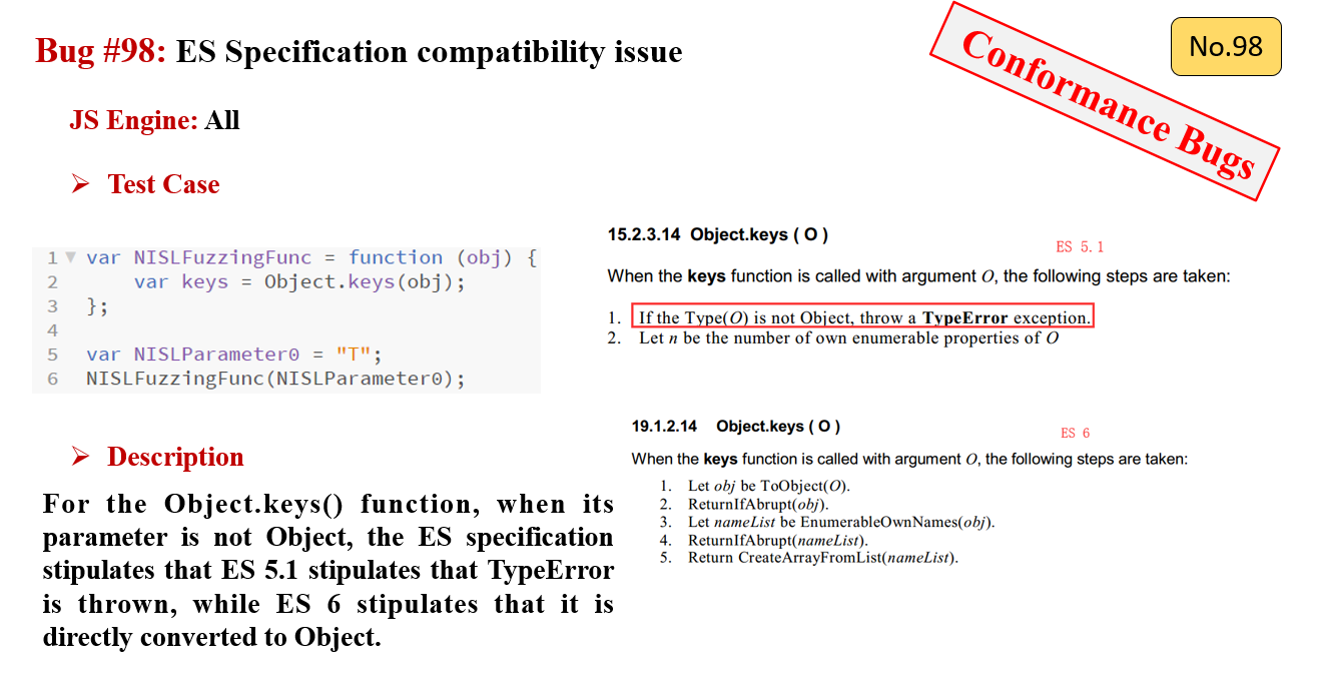 Bug #98: ES Specification compatibility issue
Conformance Bugs
No.98
JS Engine: All
➢ Test Case
1 ▼ var NISLFuzzingFunc = function (obj) {
2 var keys = Object.keys(obj);
3 };
4
5 var NISLParameter0 = "T";
6 NISLFuzzingFunc(NISLParameter0);
15.2.3.14 Object.keys ( O )
ES 5.1
When the keys function is called with argument O, the following steps are taken:
1. If the Type(O) is not Object, throw a TypeError exception.
2. Let n be the number of own enumerable properties of O
19.1.2.14 Object.keys ( O )
ES 6
When the keys function is called with argument O, the following steps are taken:
1. Let obj be ToObject(O).
2. ReturnIfAbrupt(obj).
3. Let nameList be EnumerableOwnNames(obj).
4. ReturnIfAbrupt(nameList).
5. Return CreateArrayFromList(nameList).
➢ Description
For the Object.keys() function, when its
parameter is not Object, the ES specification
stipulates that ES 5.1 stipulates that TypeError
is thrown, while ES 6 stipulates that it is
directly converted to Object.